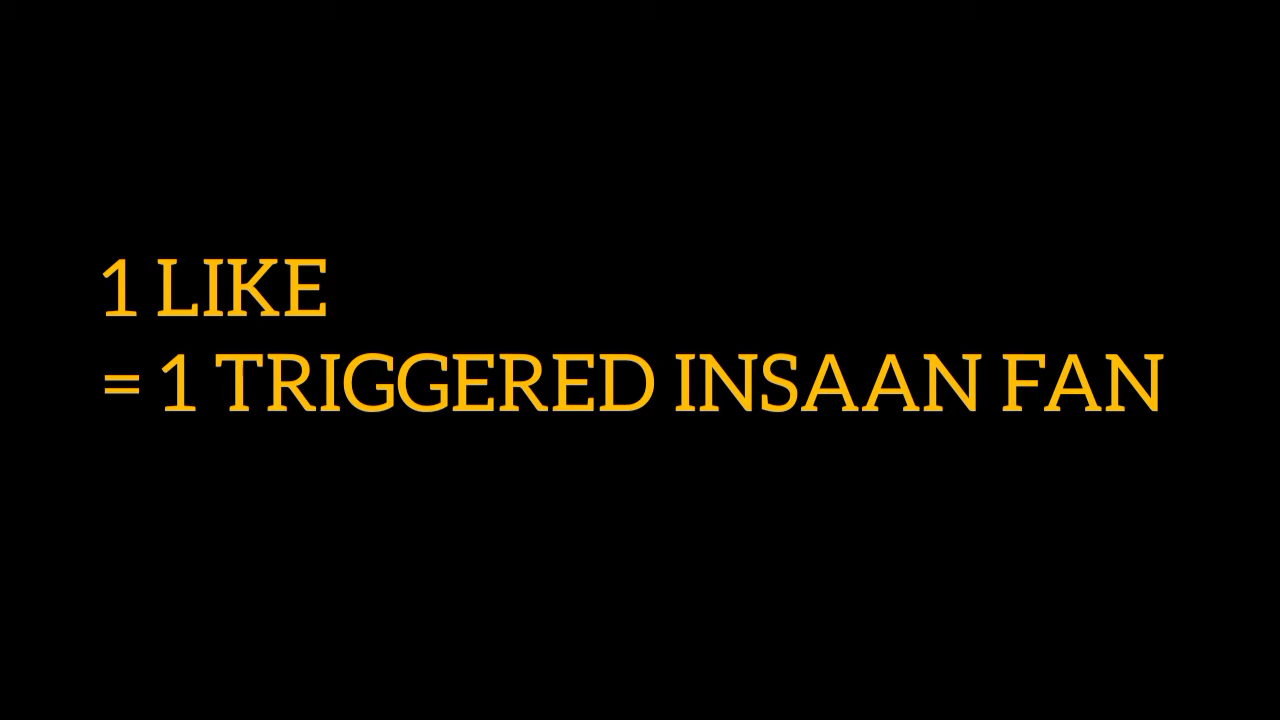 1 LIKE
= 1 TRIGGERED INSAAN FAN